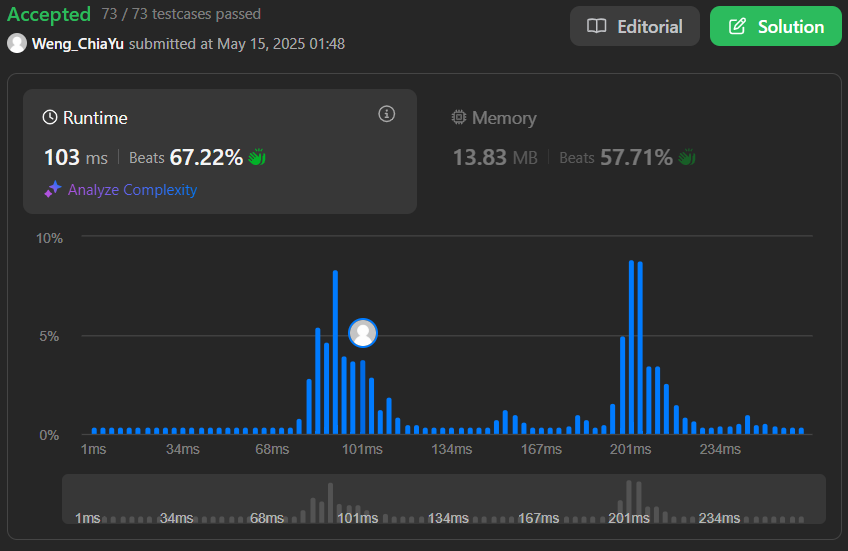 Accepted 73 / 73 testcases passed
Weng_ChiaYu submitted at May 15, 2025 01:48
Editorial
Solution
Runtime
103 ms Beats 67.22%
Analyze Complexity
Memory
13.83 MB Beats 57.71%
10%
5%
0%
1ms 34ms 68ms 101ms 134ms 167ms 201ms 234ms
1ms 34ms 68ms 101ms 134ms 167ms 201ms 234ms